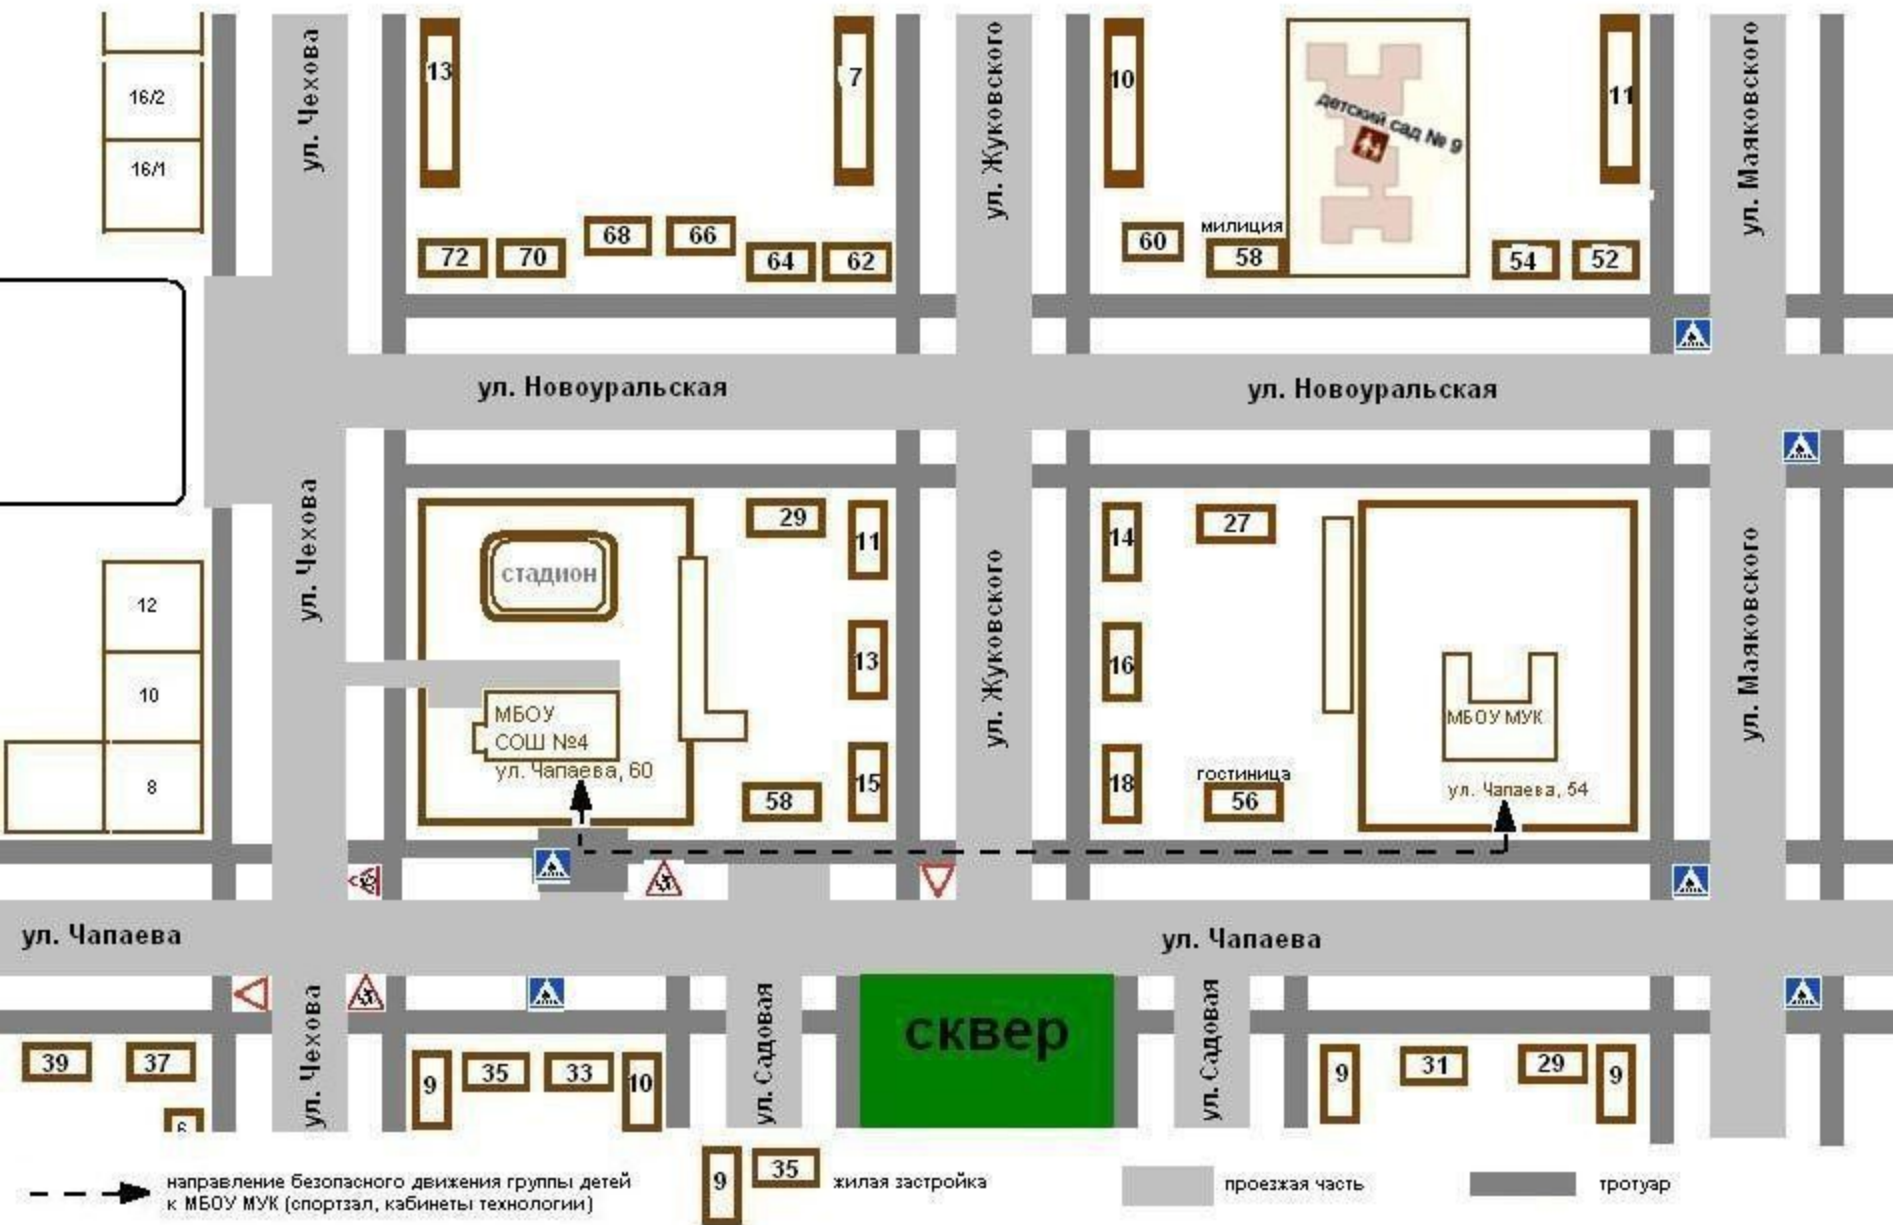 ул. Чехова
13
7
ул. Жуковского
10
11
ул. Маяковского
16/2
16/1
детский сад № 9
72
70
68
66
64
62
60
милиция
58
54
52
ул. Новоуральская
ул. Новоуральская
ул. Чехова
стадион
29
11
14
27
12
13
16
ул. Жуковского
ул. Маяковского
10
МБОУ
СОШ №4
ул. Чапаева, 60
МБОУ МУК
ул. Чапаева, 54
8
58
15
18
гостиница
56
ул. Чапаева
ул. Чапаева
ул. Чехова
ул. Садовая
сквер
ул. Садовая
39
37
6
9
35
33
10
9
31
29
9
направление безопасного движения группы детей
к МБОУ МУК (спортзал, кабинеты технологии)
9
35
жилая застройка
проезжая часть
тротуар